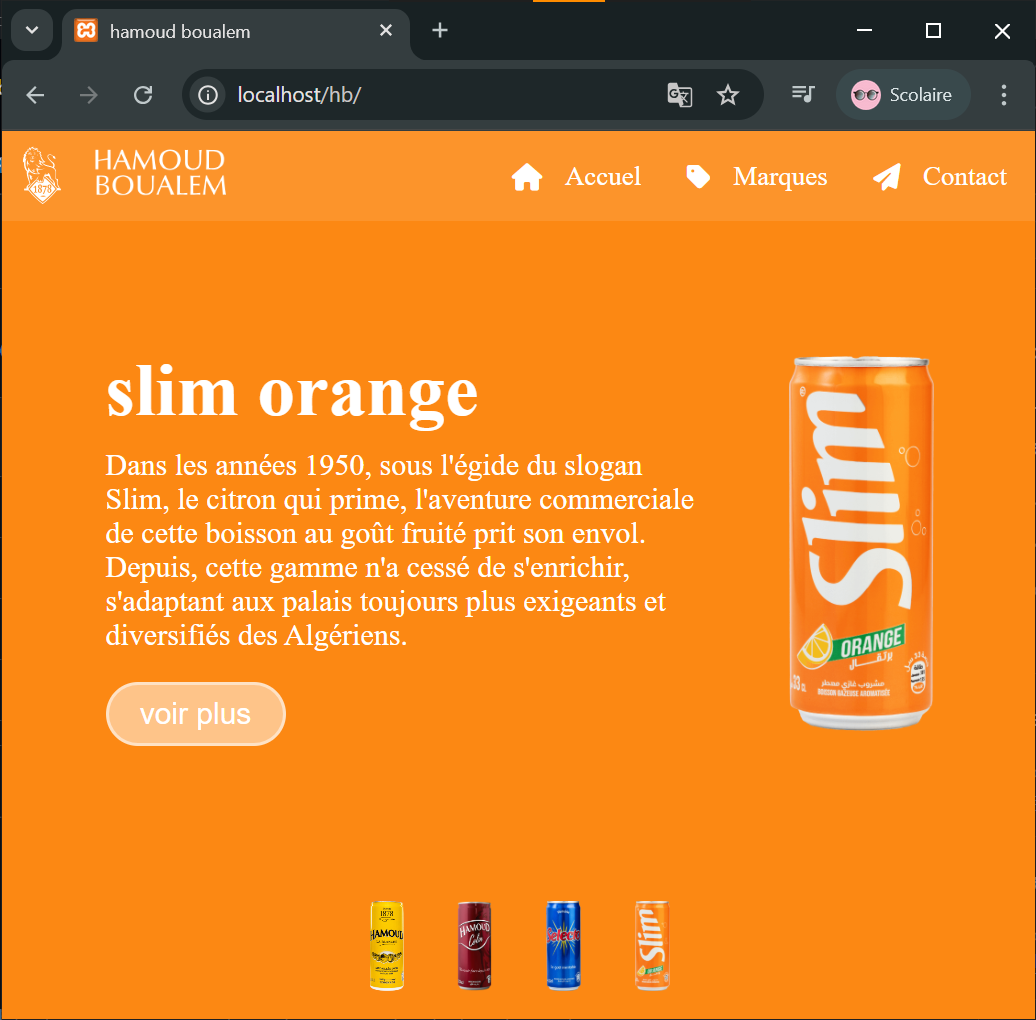 hamoud boualem
localhost/hb/
Scolaire
1878
HAMOUD
BOUALEM
Accuel
Marques
Contact
slim orange
Dans les années 1950, sous l'égide du slogan
Slim, le citron qui prime, l'aventure commerciale
de cette boisson au goût fruité prit son envol.
Depuis, cette gamme n'a cessé de s'enrichir,
s'adaptant aux palais toujours plus exigeants et
diversifiés des Algériens.
voir plus
Slim
®
ORANGE
برتقال
مشروب غازي معطر
BOISSON GAZEUSE AROMATISÉE
1878
HAMOUD
HAMOUD
Cola
Selecto
Slim